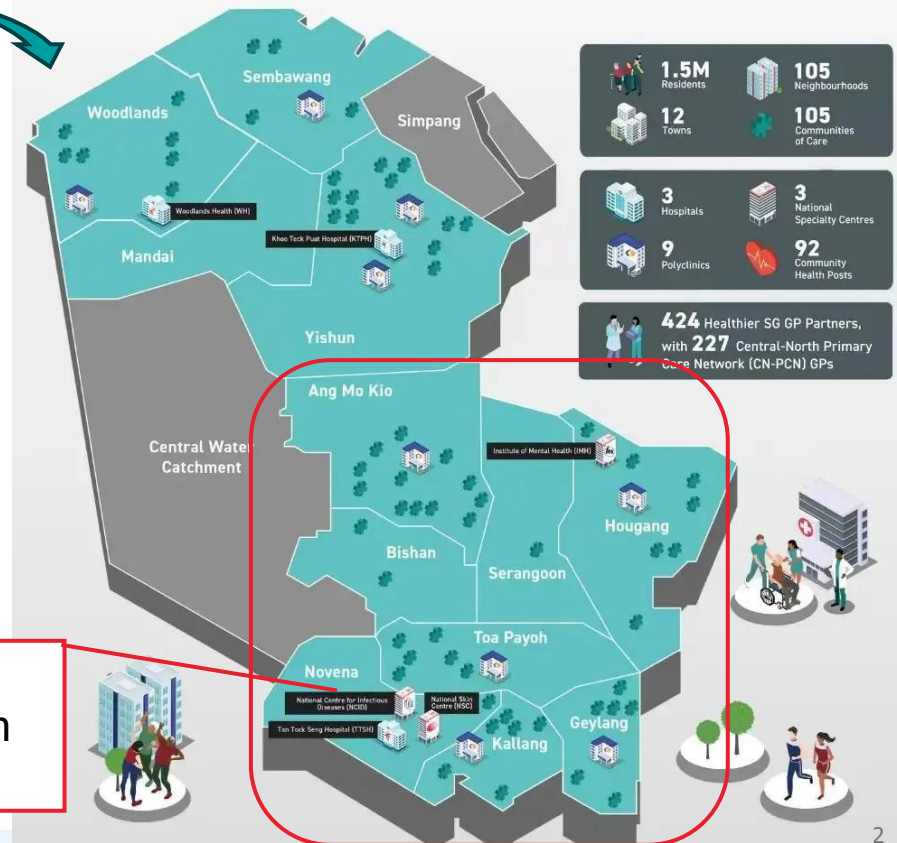 Sembawang
Woodlands
Simpang
Woodlands Health (WH)
Khoo Teck Puat Hospital (KTPH)
Mandai
Yishun
Ang Mo Kio
Central Water
Catchment
Institute of Mental Health (IMH)
Hougang
Bishan
Serangoon
Toa Payoh
Novena
National Centre for Infectious
Diseases (NCID)
National Skin
Centre (NSC)
Tan Tock Seng Hospital (TTSH)
Kallang
Geylang
1.5M
Residents
105
Neighbourhoods
12
Towns
105
Communities
of Care
3
Hospitals
3
National
Specialty Centres
9
Polyclinics
92
Community
Health Posts
424 Healthier SG GP Partners,
with 227 Central-North Primary
Care Network (CN-PCN) GPs
2